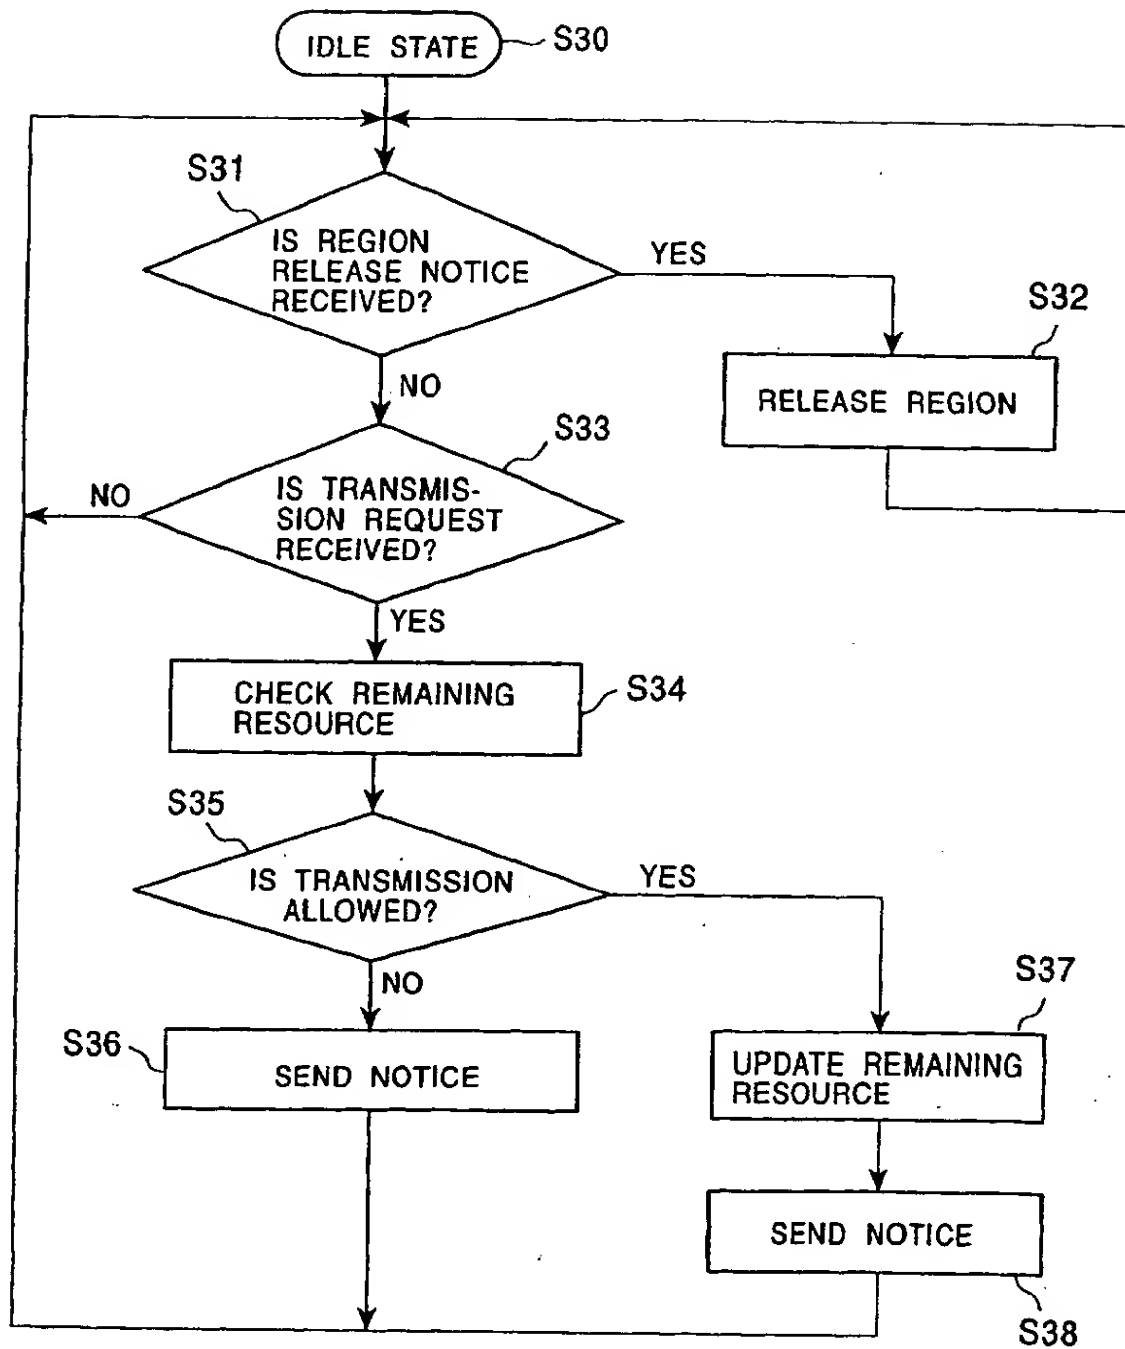 IDLE STATE
S30
S31
IS REGION
RELEASE NOTICE
RECEIVED?
YES
S32
RELEASE REGION
NO
S33
NO
IS TRANSMIS-
SION REQUEST
RECEIVED?
YES
CHECK REMAINING
RESOURCE
S34
S35
IS TRANSMISSION
ALLOWED?
YES
NO
S37
S36
SEND NOTICE
UPDATE REMAINING
RESOURCE
SEND NOTICE
S38